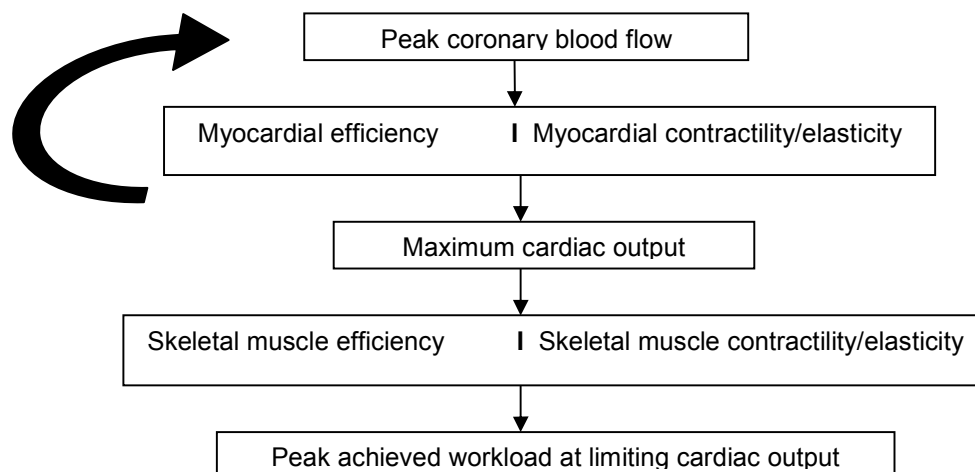 Peak coronary blood flow
Myocardial efficiency I Myocardial contractility/elasticity
Maximum cardiac output
Skeletal muscle efficiency I Skeletal muscle contractility/elasticity
Peak achieved workload at limiting cardiac output